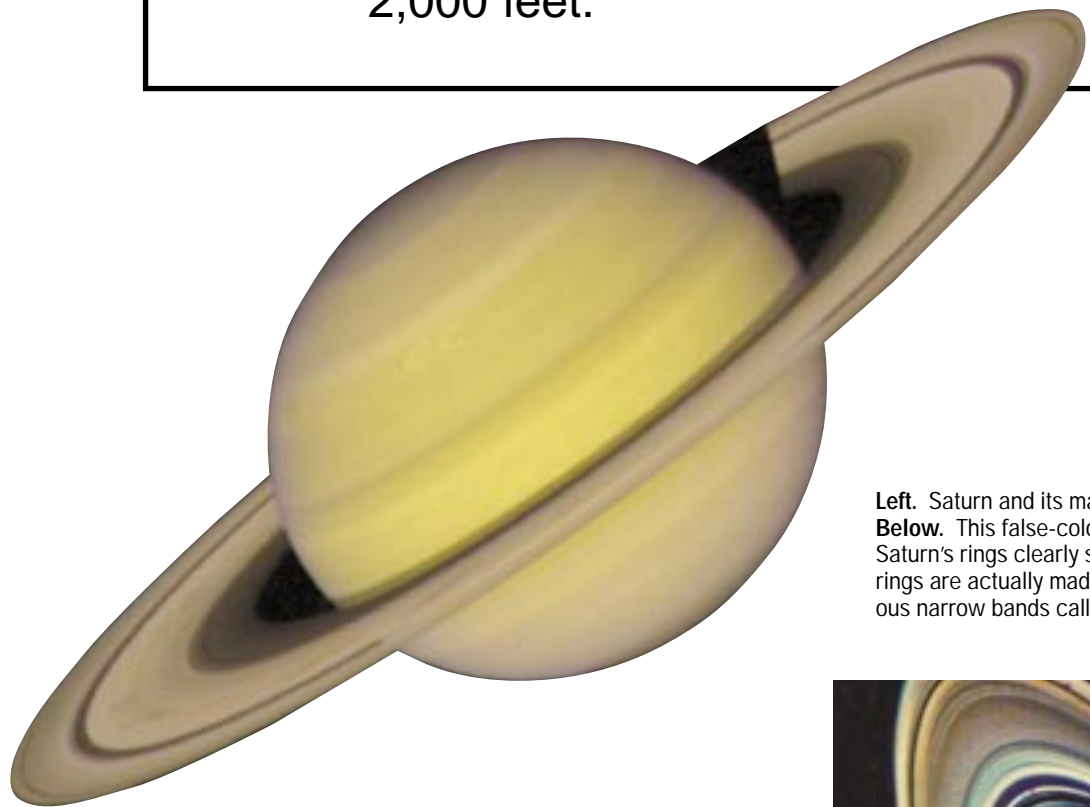 2,000 feet.
Left. Saturn and its ma
Below. This false-colo
Saturn's rings clearly s
rings are actually made
ous narrow bands call